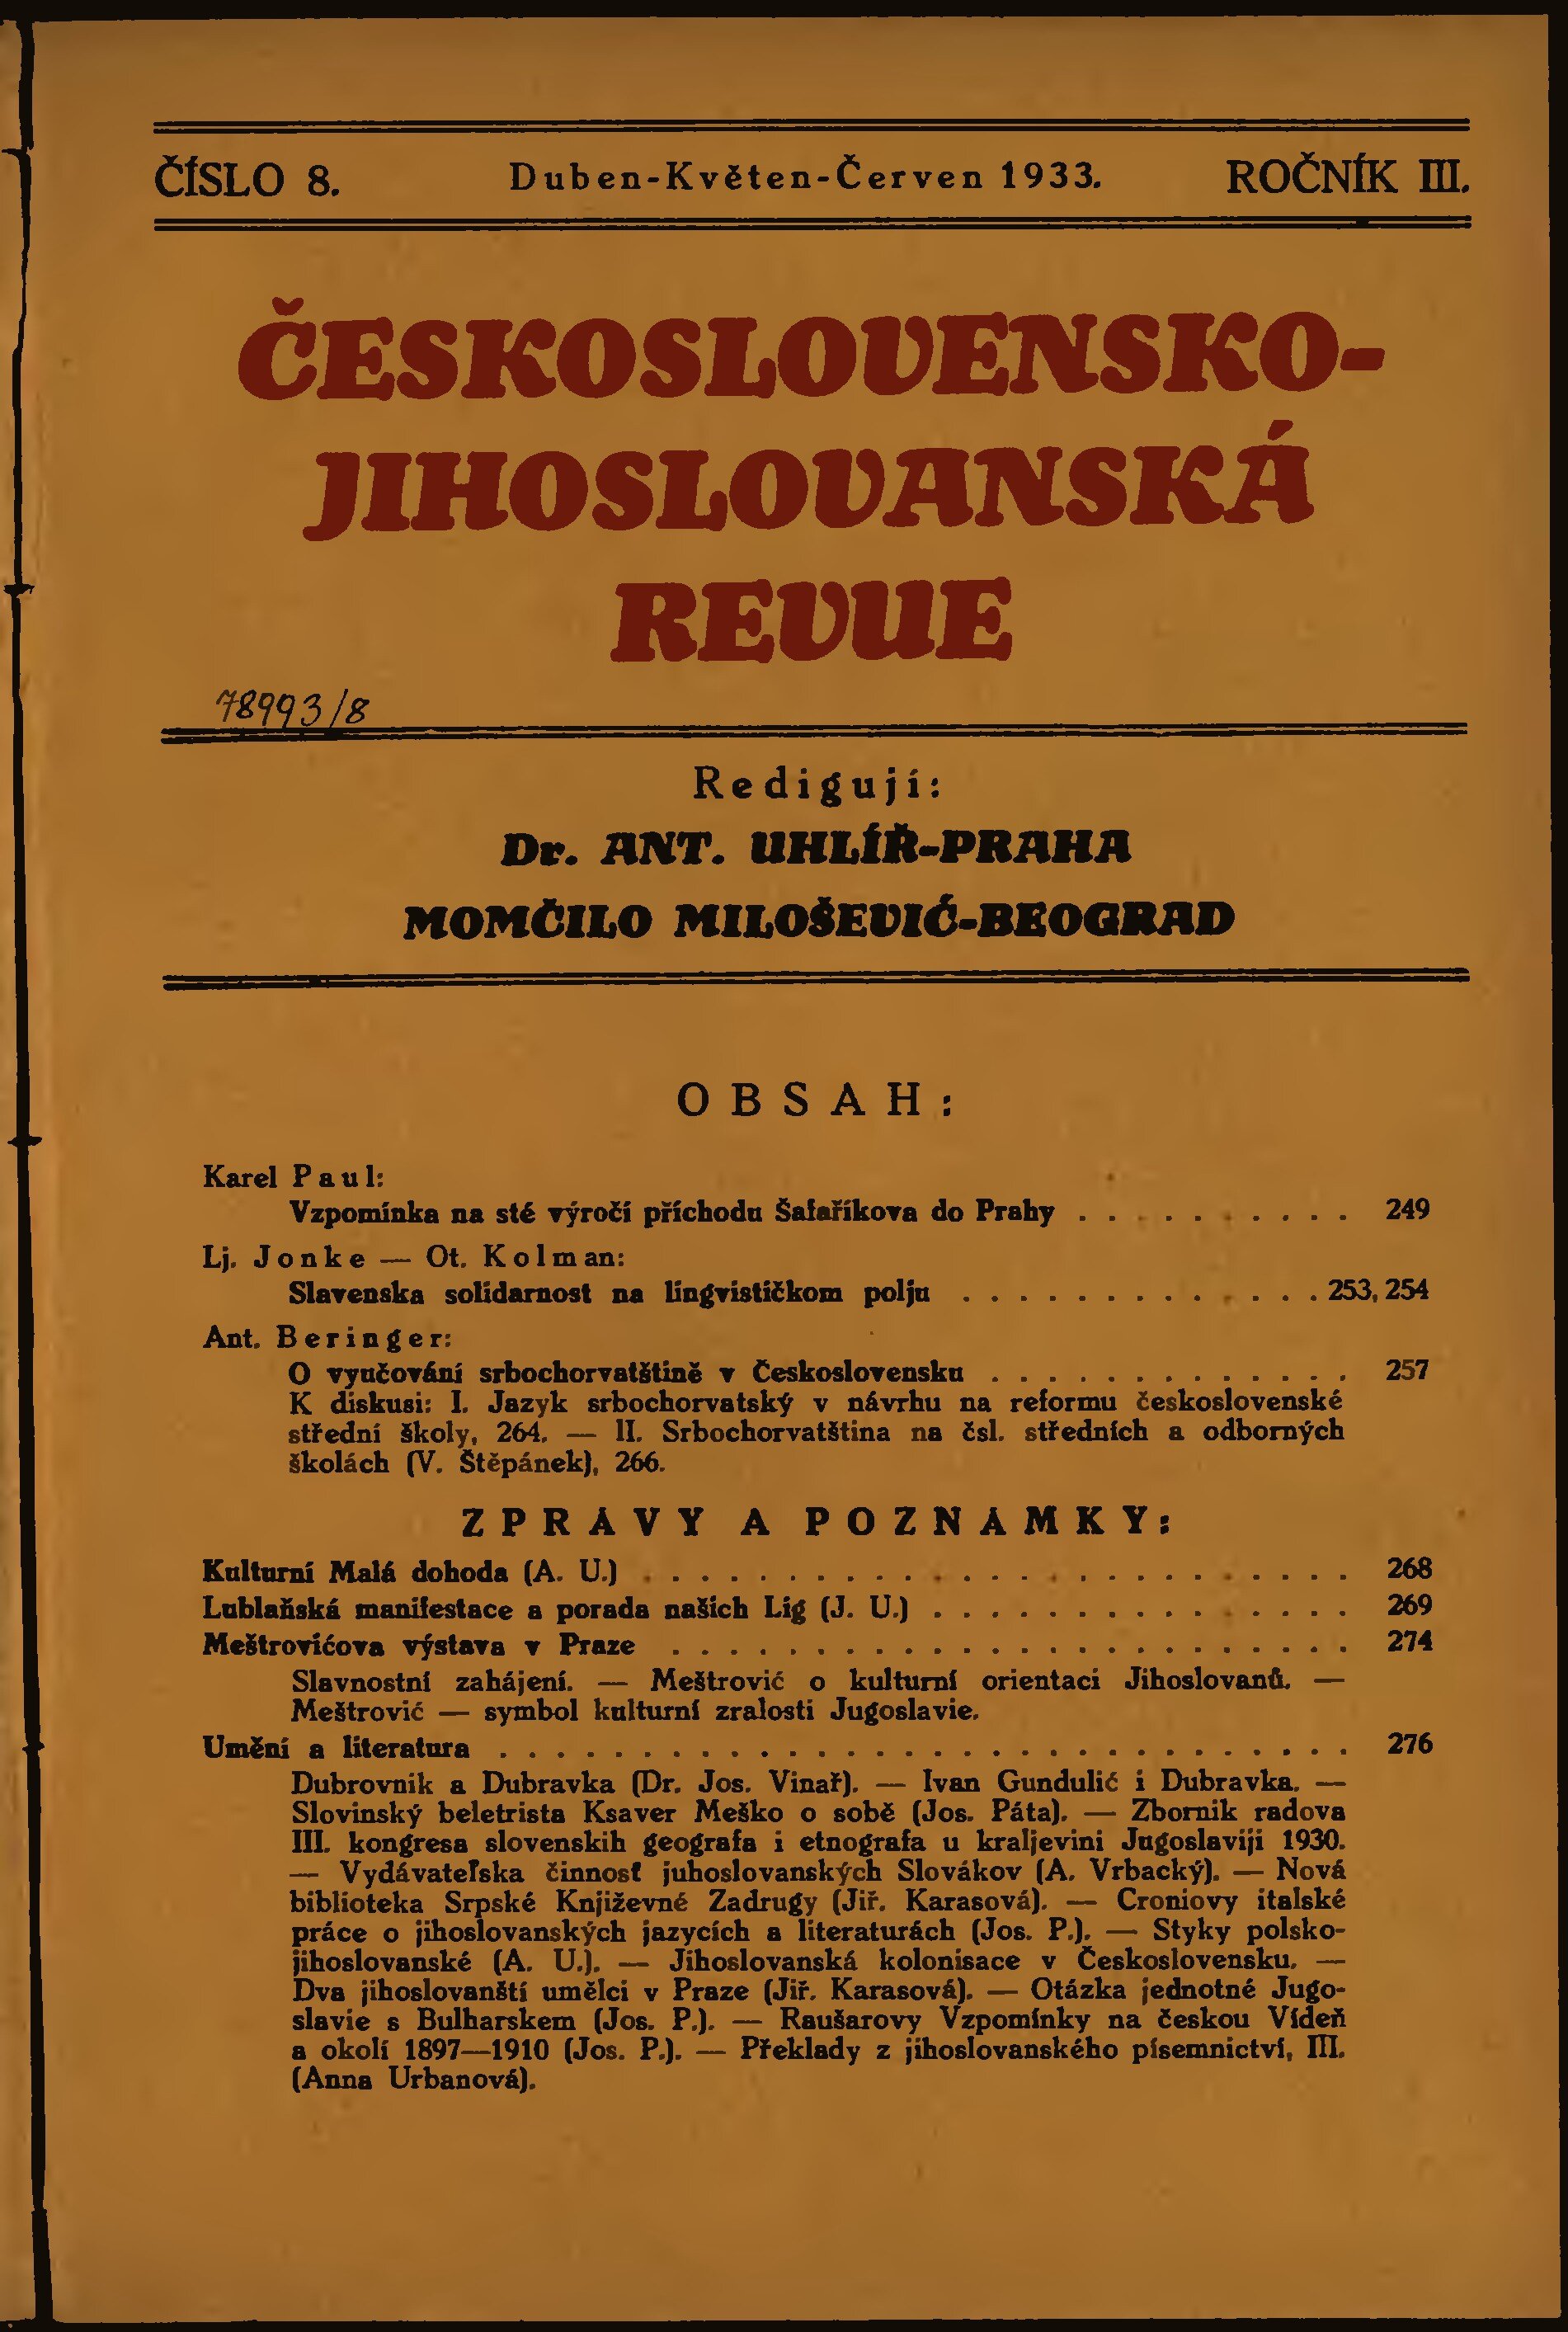 ČÍSLO 8. Duben-Květen-Červen 1933. ROČNÍK III.
ČESKOSLOVENSKO-
JIHOSLOVANSKÁ
REVUE
78993/8
Redigují:
Dr. ANT. UHLÍŘ-PRAHA
MOMČILO MILOŠEVIĆ-BEOGRAD
OBSAH:
Karel Paul:
Vzpomínka na sté výročí příchodu Šafaříkova do Prahy . . . . . . . . . . 249
Lj. Jonke — Ot. Kolman:
Slavenska solidarnost na lingvističkom polju . . . . . . . . . . . . . 253, 254
Ant. Beringer:
O vyučování srbochorvatštině v Československu . . . . . . . . . . . . . 257
K diskusi: I. Jazyk srbochorvatský v návrhu na reformu československé
střední školy, 264. — II. Srbochorvatština na čsl. středních a odborných
školách (V. Štěpánek), 266.
ZPRÁVY A POZNÁMKY:
Kulturní Malá dohoda (A. U.) . . . . . . . . . . . . . . . . . . . . . . . . . 268
Lublaňská manifestace a porada našich Lig (J. U.) . . . . . . . . . . . . . . . 269
Meštrovićova výstava v Praze . . . . . . . . . . . . . . . . . . . . . . . . 274
Slavnostní zahájení. — Meštrović o kulturní orientaci Jihoslovanů. —
Meštrović — symbol kulturní zralosti Jugoslavie.
Umění a literatura . . . . . . . . . . . . . . . . . . . . . . . . . . . . . . 276
Dubrovnik a Dubravka (Dr. Jos. Vinař). — Ivan Gundulić i Dubravka. —
Slovinský beletrista Ksaver Meško o sobě (Jos. Páta). — Zbornik radova
III. kongresa slovenskih geografa i etnografa u kraljevini Jugoslaviji 1930.
— Vydávateľska činnosť juhoslovanských Slovákov (A. Vrbacký). — Nová
biblioteka Srpské Književné Zadrugy (Jiř. Karasová). — Croniovy italské
práce o jihoslovanských jazycích a literaturách (Jos. P.). — Styky polsko-
jihoslovanské (A. U.). — Jihoslovanská kolonisace v Československu. —
Dva jihoslovanští umělci v Praze (Jiř. Karasová). — Otázka jednotné Jugo-
slavie s Bulharskem (Jos. P.). — Raušarovy Vzpomínky na českou Vídeň
a okolí 1897—1910 (Jos. P.). — Překlady z jihoslovanského písemnictví, III.
(Anna Urbanová).